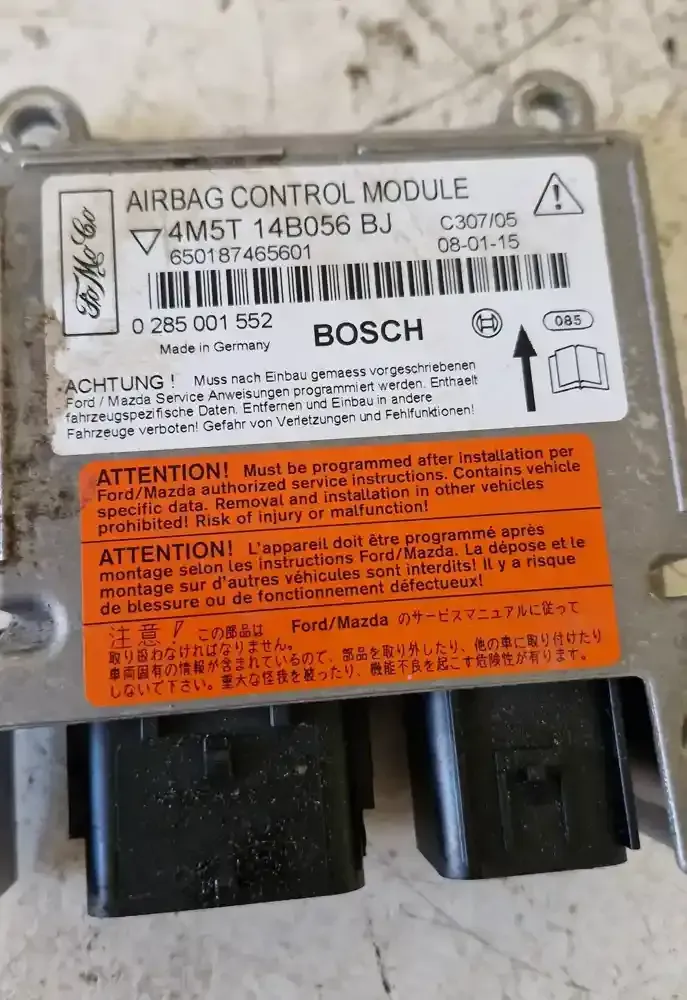 FoMoCo
AIRBAG CONTROL MODULE
4M5T 14B056 BJ
C307/05
650187465601
08-01-15
0 285 001 552
BOSCH
085
Made in Germany
ACHTUNG ! Muss nach Einbau gemaess vorgeschriebenen
Ford / Mazda Service Anweisungen programmiert werden. Enthaelt
fahrzeugspezifische Daten. Entfernen und Einbau in andere
Fahrzeuge verboten! Gefahr von Verletzungen und Fehlfunktionen!
ATTENTION! Must be programmed after installation per
Ford/Mazda authorized service instructions. Contains vehicle
specific data. Removal and installation in other vehicles
prohibited! Risk of injury or malfunction!
ATTENTION! L'appareil doit être programmé après
montage selon les instructions Ford/Mazda. La dépose et le
montage sur d'autres véhicules sont interdits! Il y a risque
de blessure ou de fonctionnement défectueux!
注意! この部品は Ford/Mazda のサービスマニュアルに従って
取り扱わなければなりません。
車両固有の情報が含まれているので、部品を取り外したり、他の車に取り付けたり
しないで下さい。重大な怪我を被ったり、機能不良を起こす危険性が有ります。